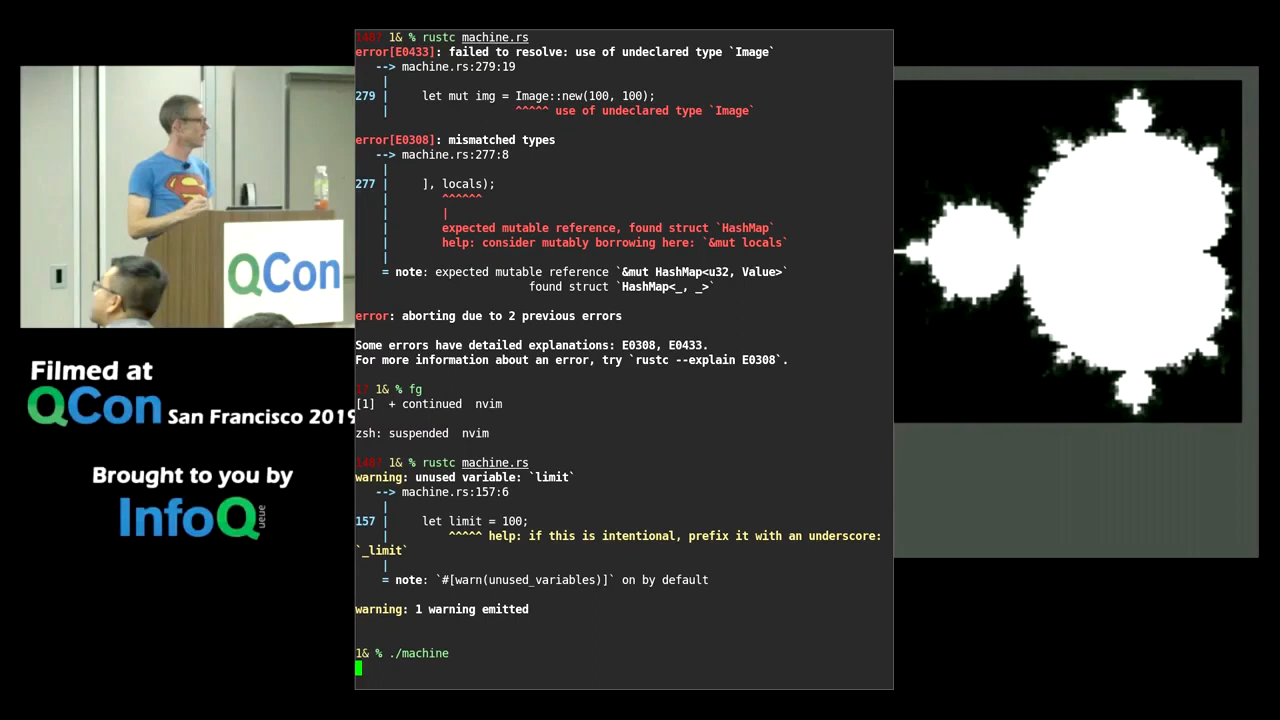 1487 1& % rustc machine.rs
error[E0433]: failed to resolve: use of undeclared type `Image`
--> machine.rs:279:19
|
279 | let mut img = Image::new(100, 100);
| ^^^^^ use of undeclared type `Image`
error[E0308]: mismatched types
--> machine.rs:277:8
|
277 | ], locals);
| ^^^^^^
| |
| expected mutable reference, found struct `HashMap`
| help: consider mutably borrowing here: `&mut locals`
|
= note: expected mutable reference `&mut HashMap<u32, Value>`
found struct `HashMap<_, _>`
error: aborting due to 2 previous errors
Some errors have detailed explanations: E0308, E0433.
For more information about an error, try `rustc --explain E0308`.
1& % fg
[1] + continued nvim
zsh: suspended nvim
1487 1& % rustc machine.rs
warning: unused variable: `limit`
--> machine.rs:157:6
|
157 | let limit = 100;
| ^^^^^ help: if this is intentional, prefix it with an underscore:
`_limit`
|
= note: `#[warn(unused_variables)]` on by default
warning: 1 warning emitted
1& % ./machine
QCon
Filmed at
QCon San Francisco 2019
Brought to you by
InfoQueue